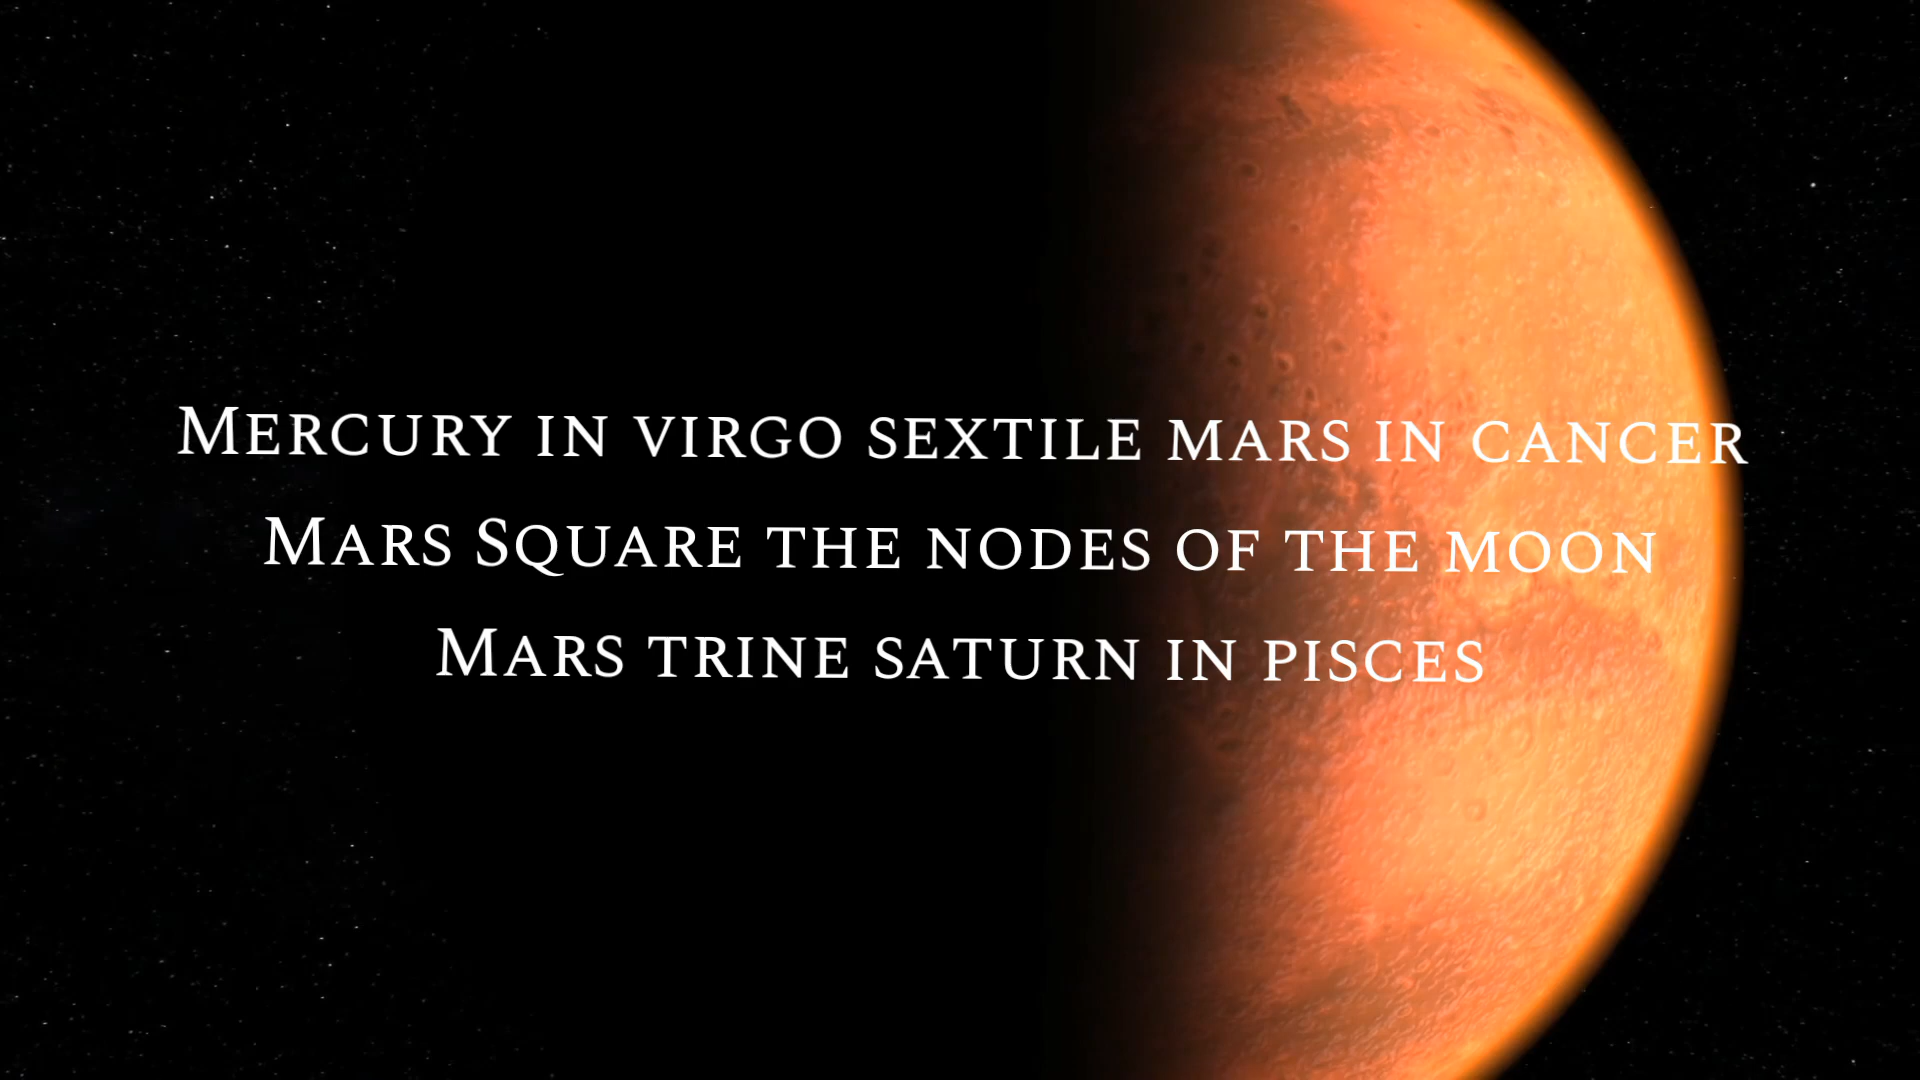 Mercury in virgo sextile mars in cancer
Mars Square the nodes of the moon
Mars trine saturn in pisces